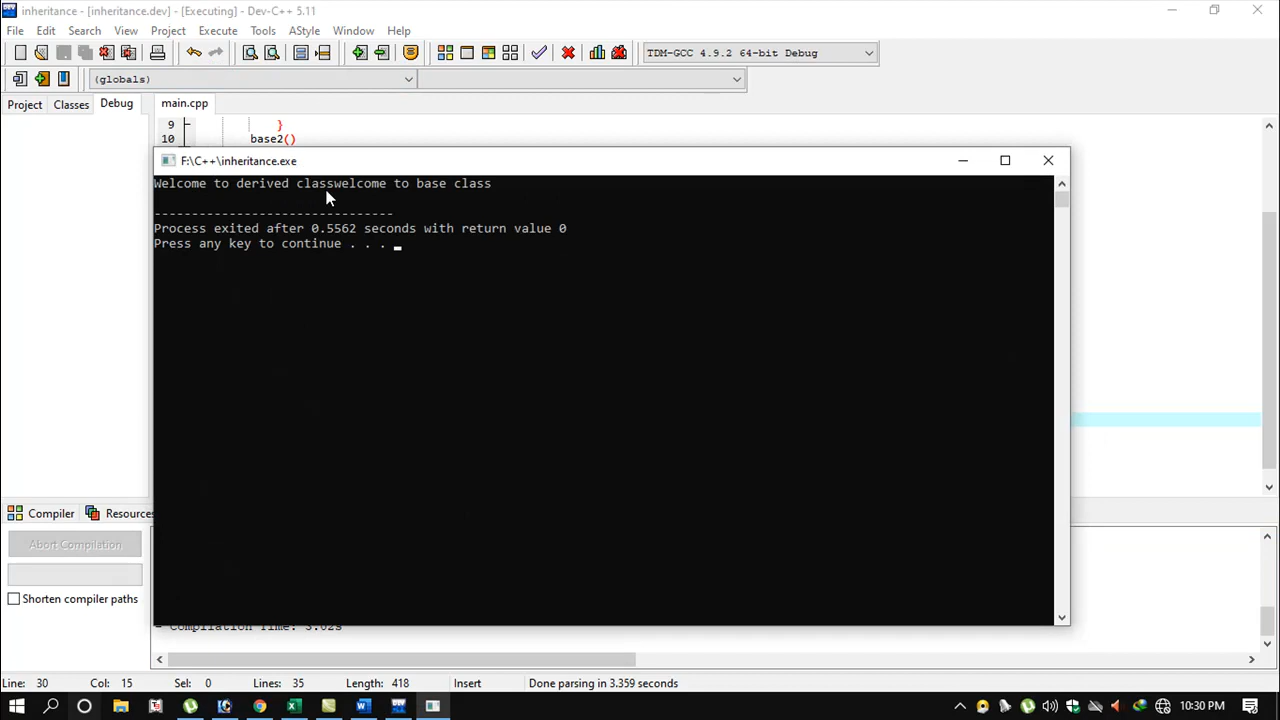 inheritance - [inheritance.dev] - [Executing] - Dev-C++ 5.11
File Edit Search View Project Execute Tools AStyle Window Help
TDM-GCC 4.9.2 64-bit Debug
(globals)
Project Classes Debug main.cpp
9 }
10 base2()
F:\C++\inheritance.exe
Welcome to derived classwelcome to base class
--------------------------------
Process exited after 0.5562 seconds with return value 0
Press any key to continue . . .
Compiler Resources
Abort Compilation
Shorten compiler paths
- Compilation Time: 3.02s
Line: 30 Col: 15 Sel: 0 Lines: 35 Length: 418 Insert Done parsing in 3.359 seconds
10:30 PM